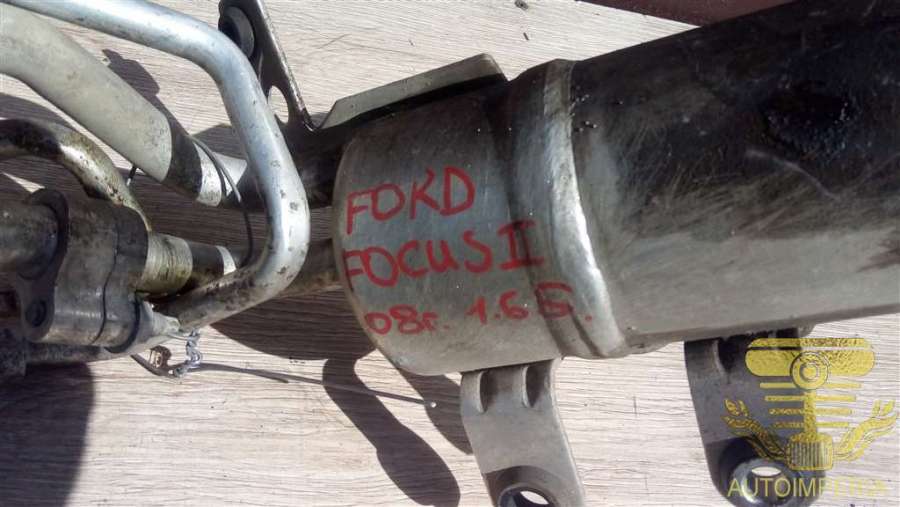 FORD
FOCUS II
08г. 1.6 Б.
AUTOIMPERIA